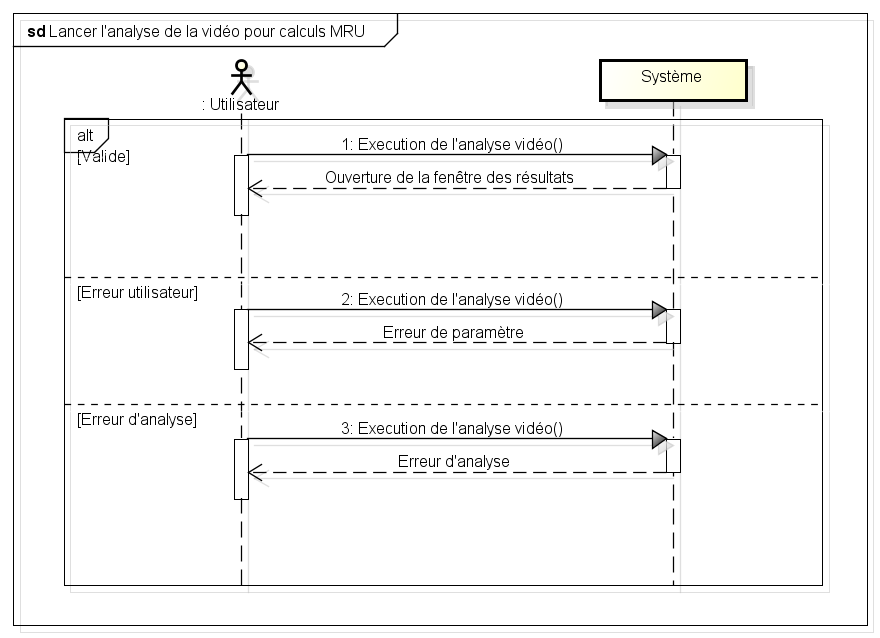 sd Lancer l'analyse de la vidéo pour calculs MRU
: Utilisateur
Système
alt
[Valide]
1: Execution de l'analyse vidéo()
Ouverture de la fenêtre des résultats
[Erreur utilisateur]
2: Execution de l'analyse vidéo()
Erreur de paramètre
[Erreur d'analyse]
3: Execution de l'analyse vidéo()
Erreur d'analyse